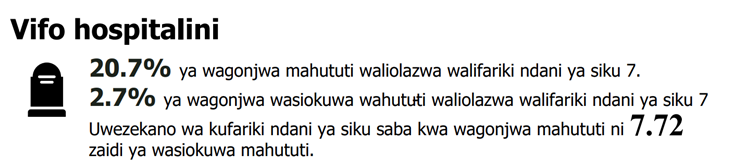 Vifo hospitalini
20.7% ya wagonjwa mahututi waliolazwa walifariki ndani ya siku 7.
2.7% ya wagonjwa wasiokuwa wahututi waliolazwa walifariki ndani ya siku 7
Uwezekano wa kufariki ndani ya siku saba kwa wagonjwa mahututi ni 7.72
zaidi ya wasiokuwa mahututi.